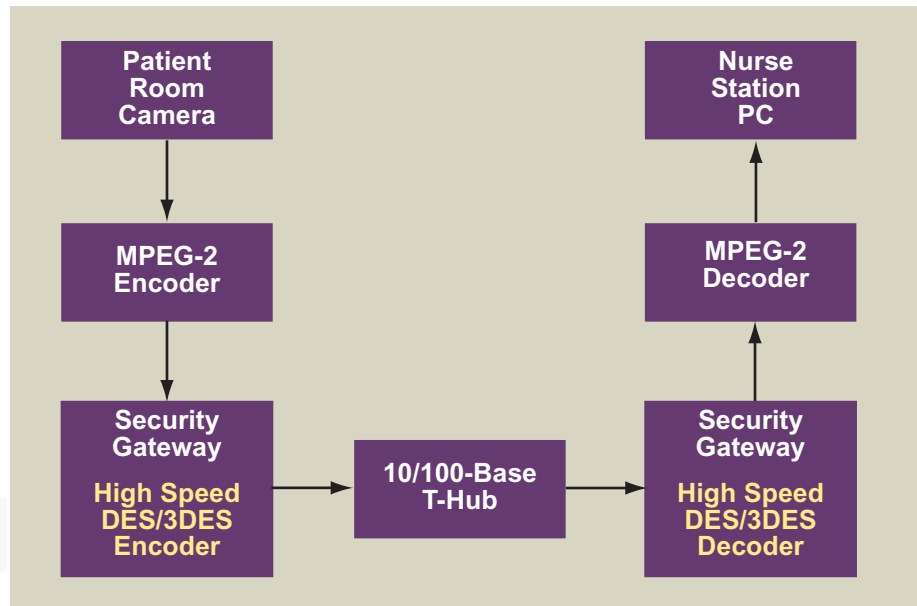 Patient
Room
Camera
MPEG-2
Encoder
Security
Gateway
High Speed
DES/3DES
Encoder
10/100-Base
T-Hub
Security
Gateway
High Speed
DES/3DES
Decoder
MPEG-2
Decoder
Nurse
Station
PC